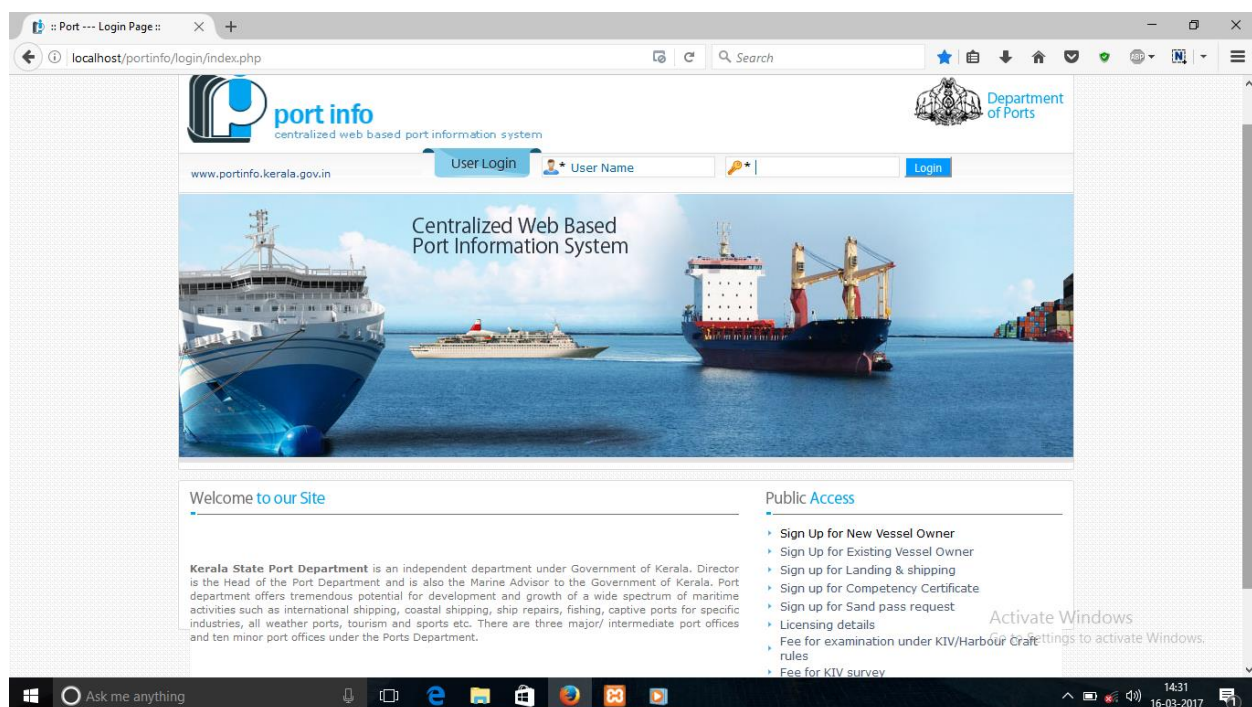 :: Port --- Login Page ::
localhost/portinfo/login/index.php
Search
ABP
port info
centralized web based port information system
Department
of Ports
www.portinfo.kerala.gov.in
User Login
* User Name
*
Login
Centralized Web Based
Port Information System
Welcome to our Site
Kerala State Port Department is an independent department under Government of Kerala. Director
is the Head of the Port Department and is also the Marine Advisor to the Government of Kerala. Port
department offers tremendous potential for development and growth of a wide spectrum of maritime
activities such as international shipping, coastal shipping, ship repairs, fishing, captive ports for specific
industries, all weather ports, tourism and sports etc. There are three major/ intermediate port offices
and ten minor port offices under the Ports Department.
Public Access
Sign Up for New Vessel Owner
Sign Up for Existing Vessel Owner
Sign up for Landing & shipping
Sign up for Competency Certificate
Sign up for Sand pass request
Licensing details
Fee for examination under KIV/Harbour Craft
rules
Fee for KIV survey
Activate Windows
Go to Settings to activate Windows.
Ask me anything
14:31
16-03-2017